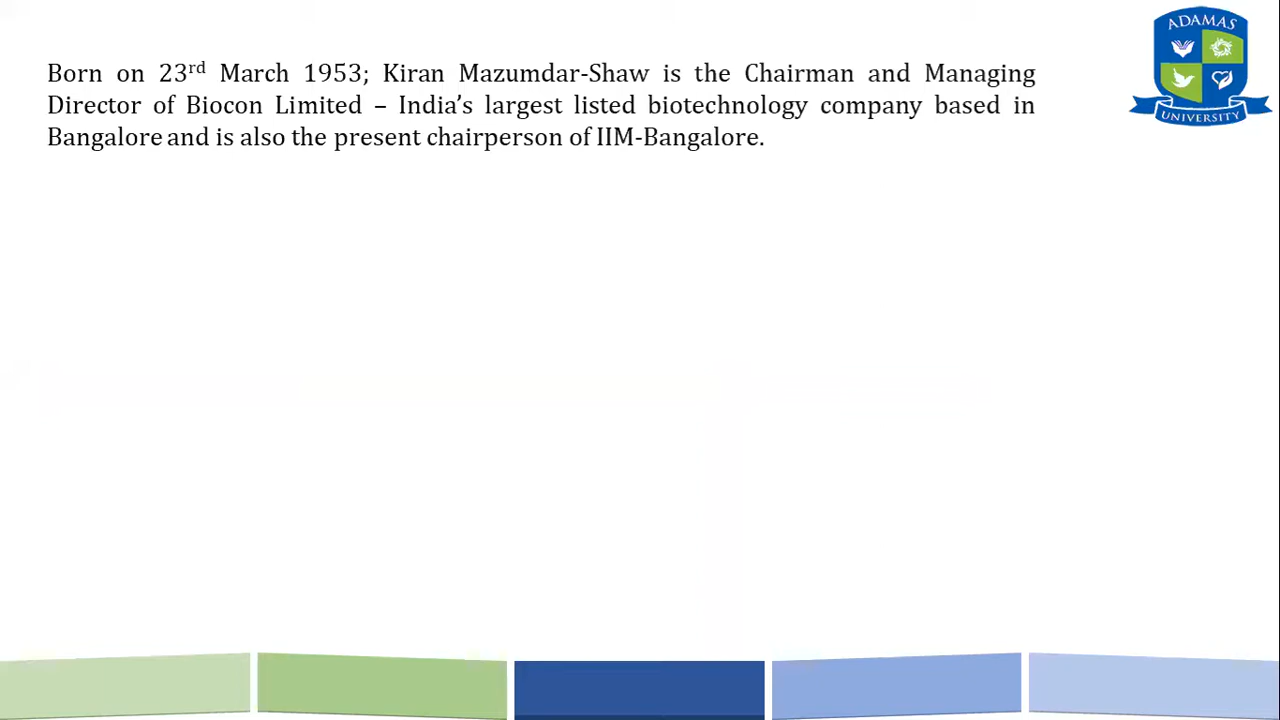 Born on 23rd March 1953; Kiran Mazumdar-Shaw is the Chairman and Managing
Director of Biocon Limited – India’s largest listed biotechnology company based in
Bangalore and is also the present chairperson of IIM-Bangalore.
ADAMAS
UNIVERSITY